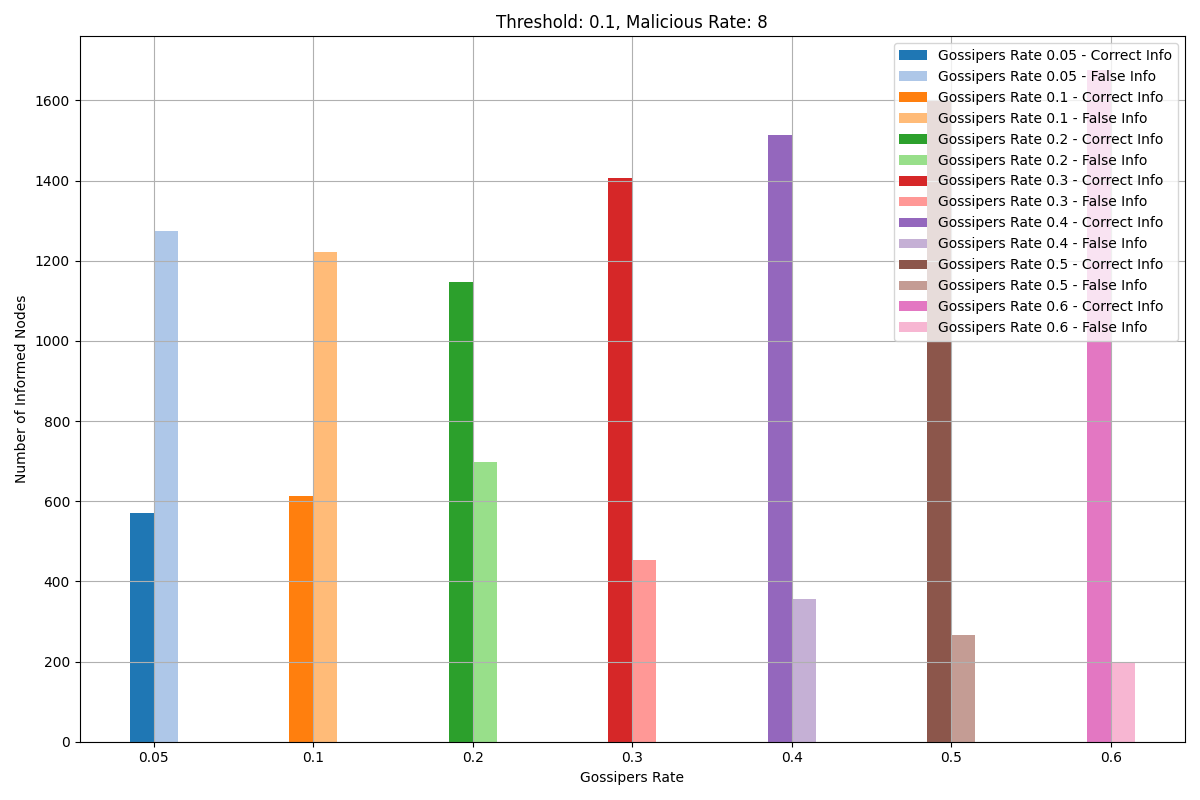 Threshold: 0.1, Malicious Rate: 8
Gossipers Rate 0.05 - Correct Info
Gossipers Rate 0.05 - False Info
Gossipers Rate 0.1 - Correct Info
Gossipers Rate 0.1 - False Info
Gossipers Rate 0.2 - Correct Info
Gossipers Rate 0.2 - False Info
Gossipers Rate 0.3 - Correct Info
Gossipers Rate 0.3 - False Info
Gossipers Rate 0.4 - Correct Info
Gossipers Rate 0.4 - False Info
Gossipers Rate 0.5 - Correct Info
Gossipers Rate 0.5 - False Info
Gossipers Rate 0.6 - Correct Info
Gossipers Rate 0.6 - False Info
Number of Informed Nodes
1600
1400
1200
1000
800
600
400
200
0
0.05 0.1 0.2 0.3 0.4 0.5 0.6
Gossipers Rate